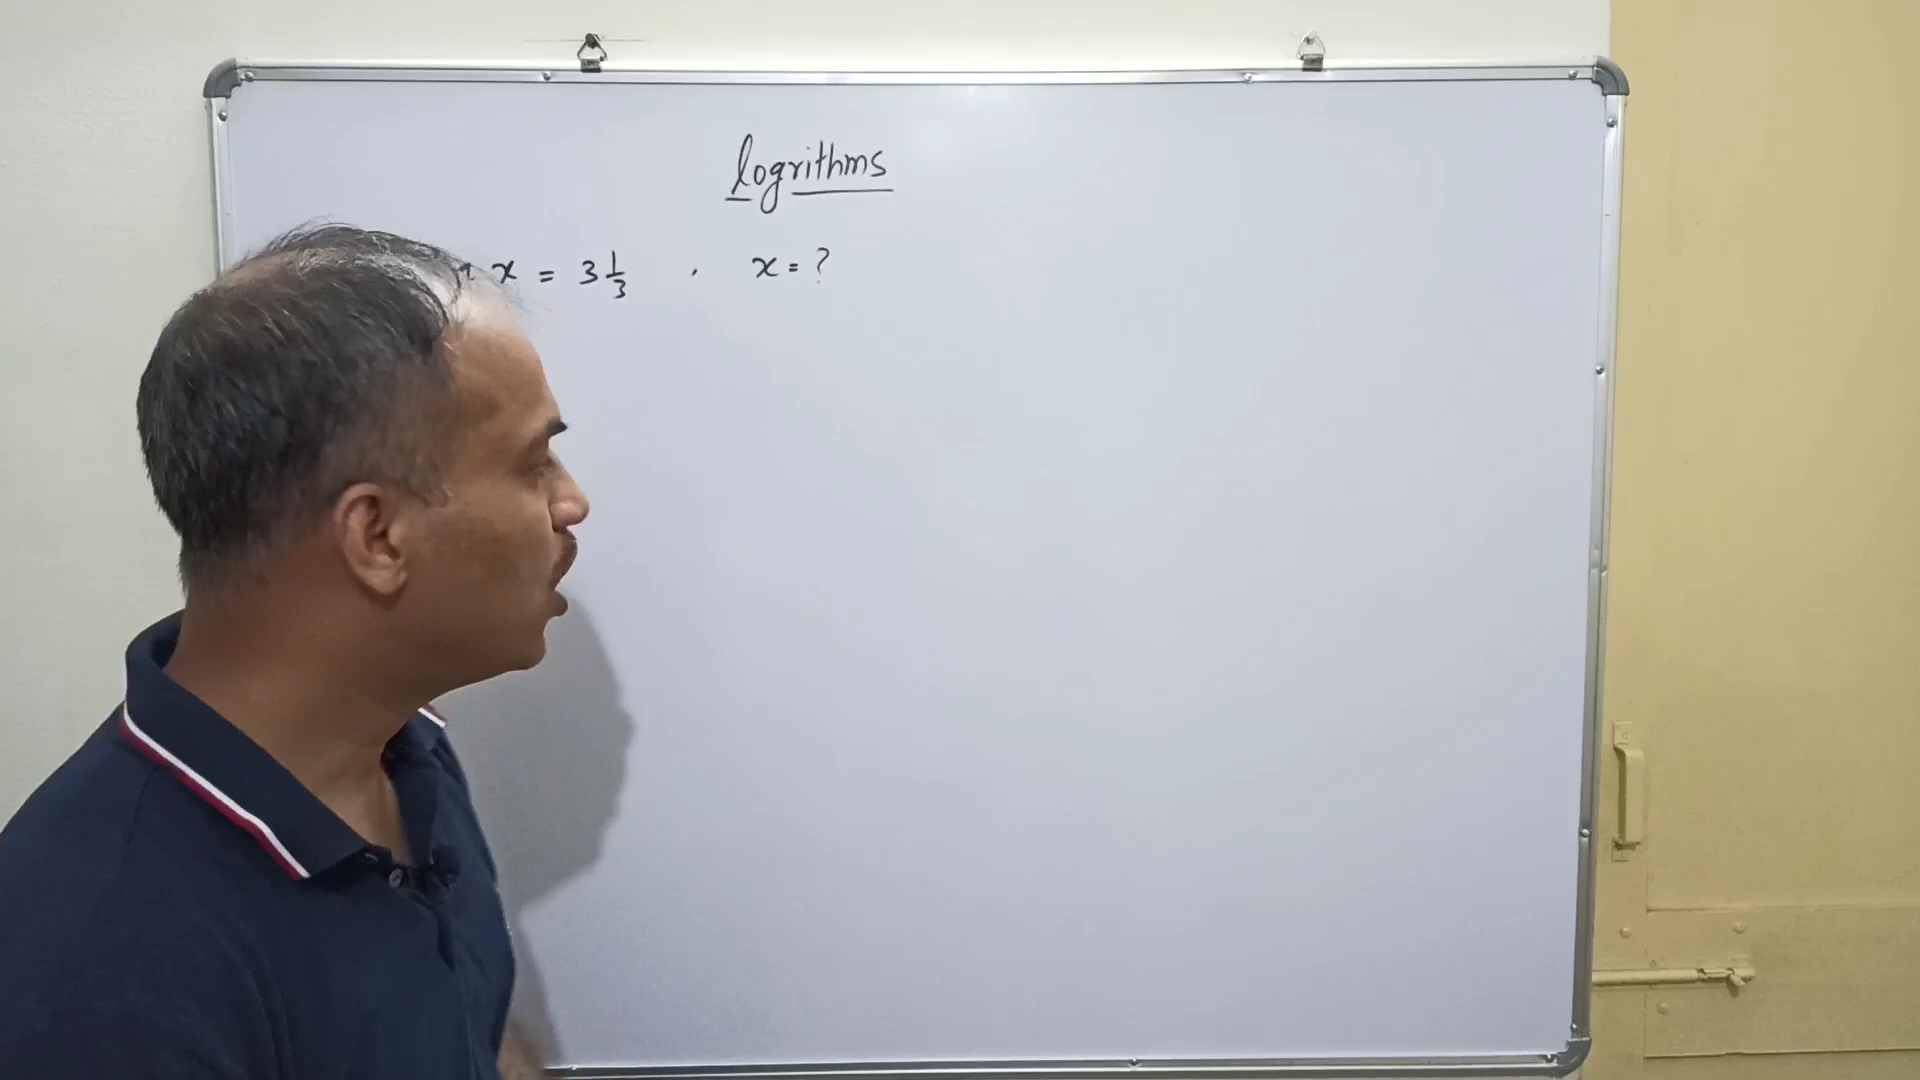 logrithms
x = 3 1/3 . x = ?